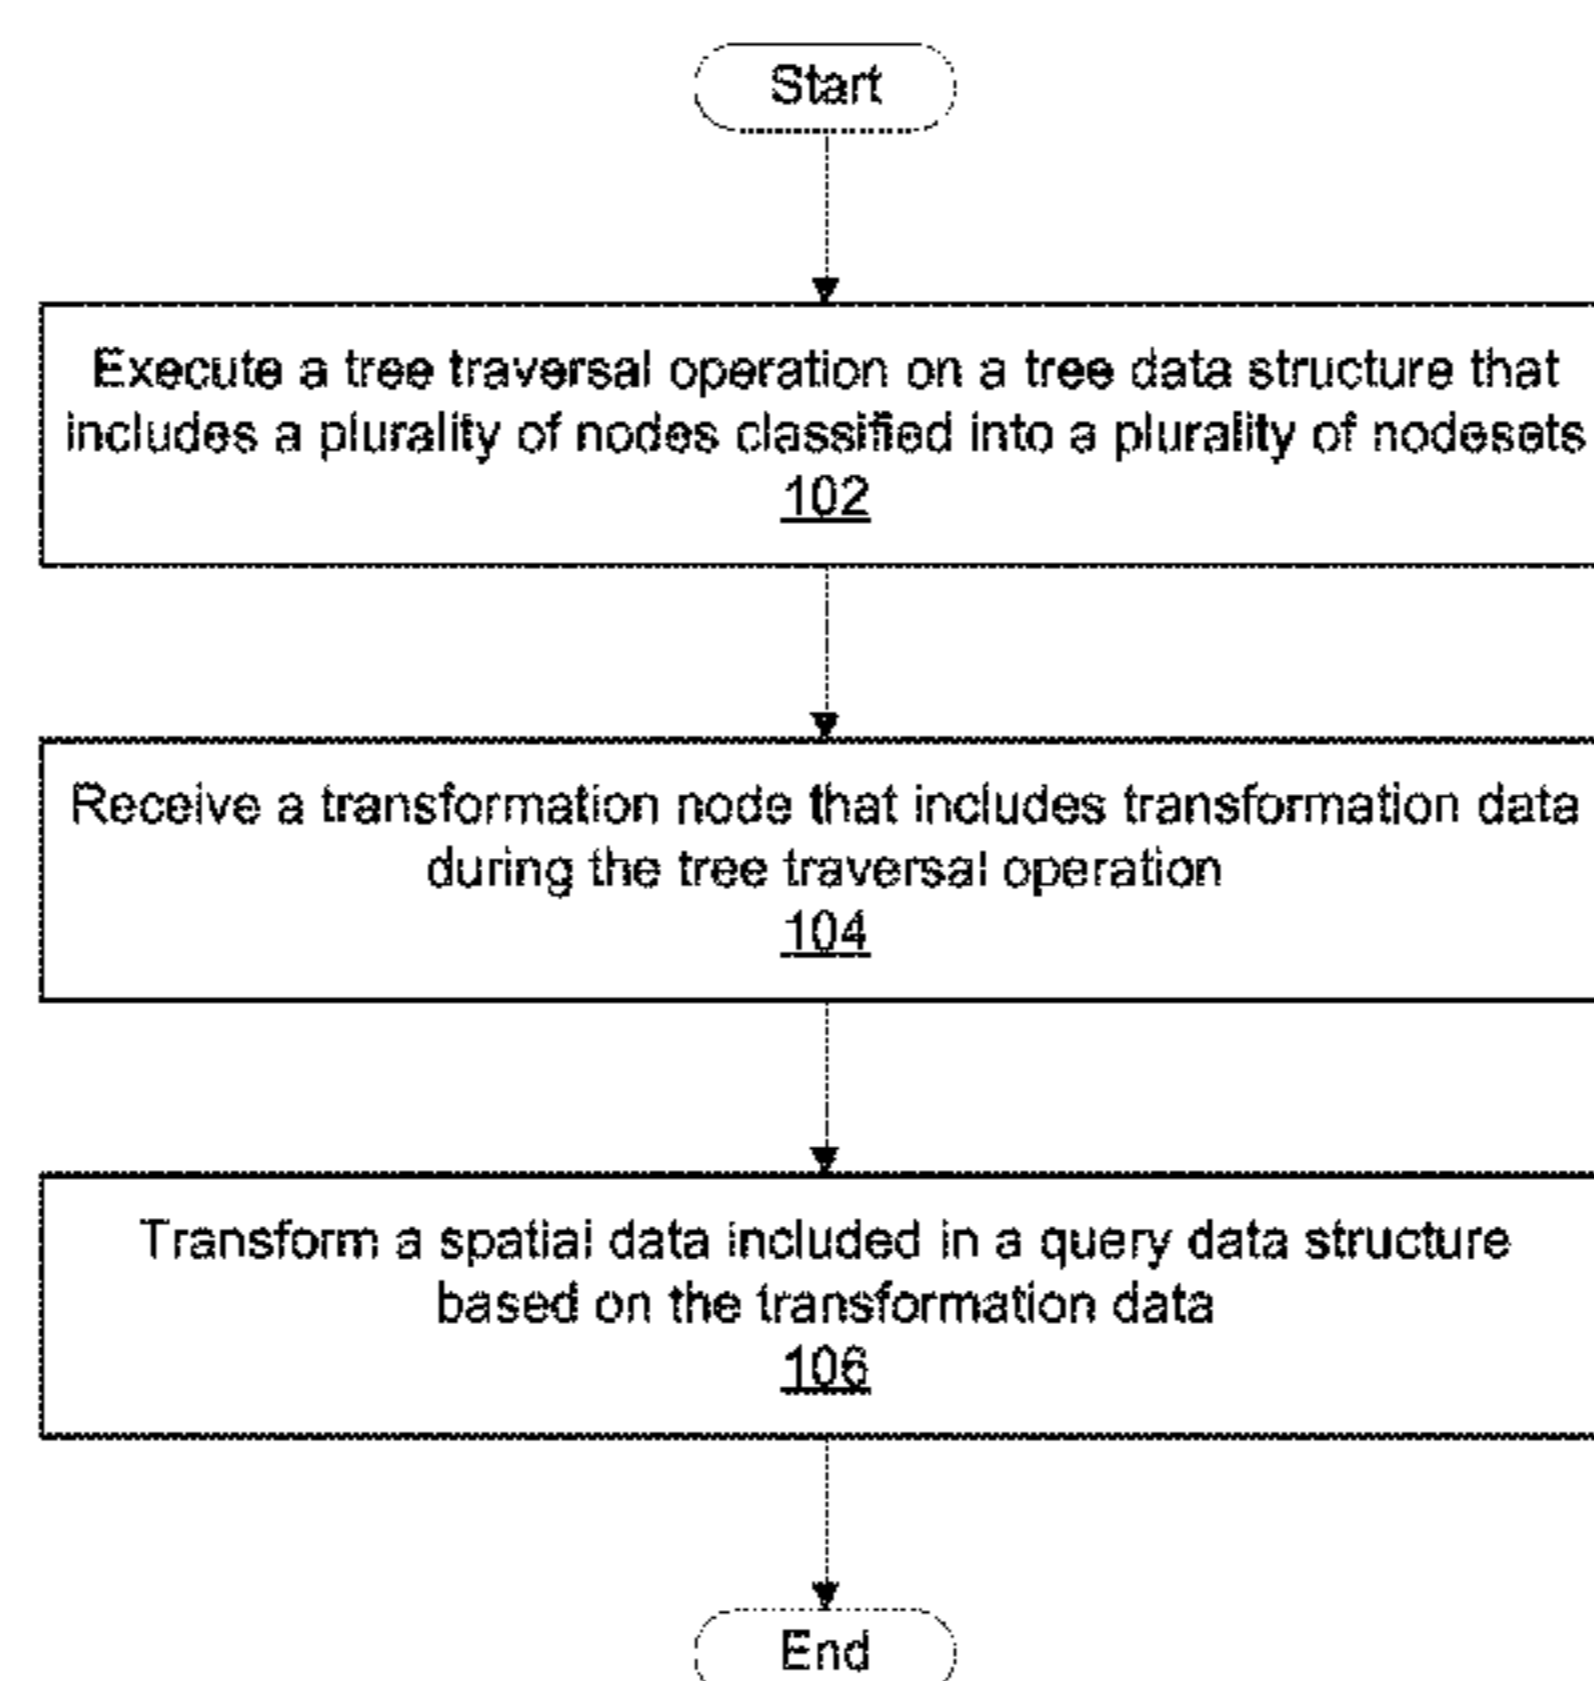 Start
Execute a tree traversal operation on a tree data structure that
includes a plurality of nodes classified into a plurality of nodesets
102
Receive a transformation node that includes transformation data
during the tree traversal operation
104
Transform a spatial data included in a query data structure
based on the transformation data
106
End